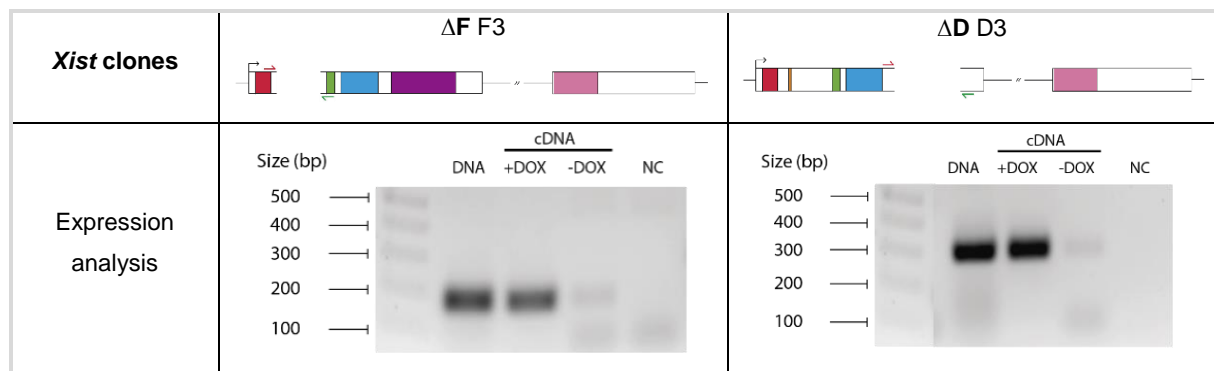 Xist clones
ΔF F3
ΔD D3
//
//
Expression
analysis
Size (bp)
cDNA
DNA +DOX -DOX NC
500
400
300
200
100
Size (bp)
cDNA
DNA +DOX -DOX NC
500
400
300
200
100